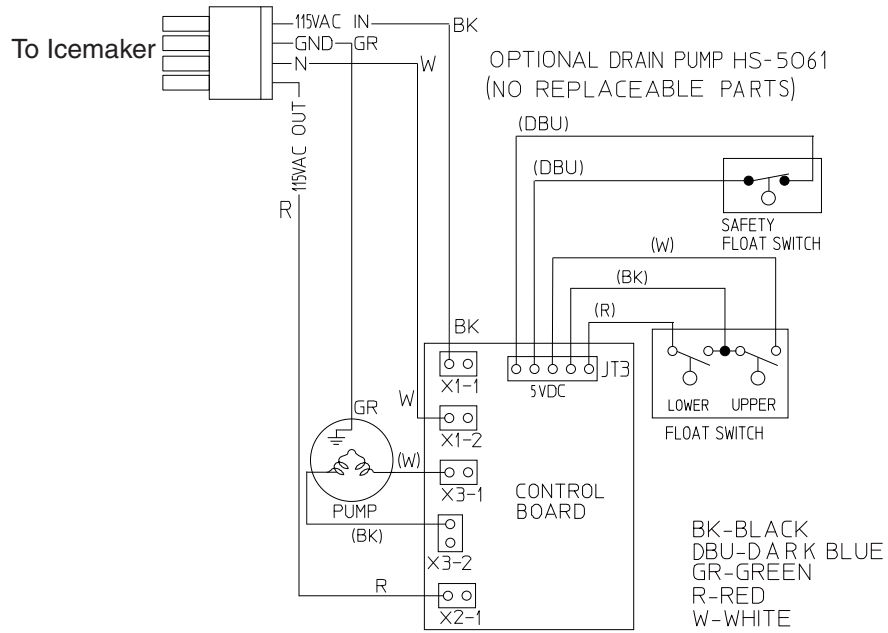 115VAC IN
BK
To Icemaker
GND
GR
N
W
OPTIONAL DRAIN PUMP HS-5061
(NO REPLACEABLE PARTS)
115VAC OUT
R
(DBU)
(DBU)
SAFETY
FLOAT SWITCH
(W)
(BK)
(R)
BK
JT3
5VDC
X1-1
LOWER UPPER
FLOAT SWITCH
W
GR
X1-2
(W)
X3-1
PUMP
(BK)
CONTROL
BOARD
X3-2
R
X2-1
BK-BLACK
DBU-DARK BLUE
GR-GREEN
R-RED
W-WHITE